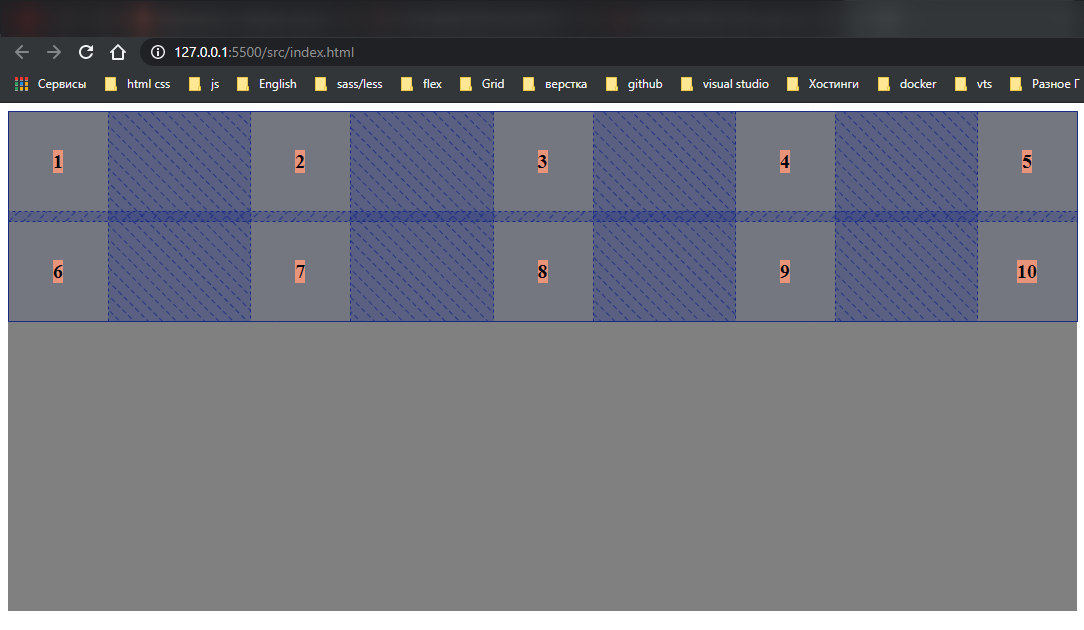 127.0.0.1:5500/src/index.html
Сервисы html css js English sass/less flex Grid верстка github visual studio Хостинги docker vts Разное Г
1 2 3 4 5
6 7 8 9 10